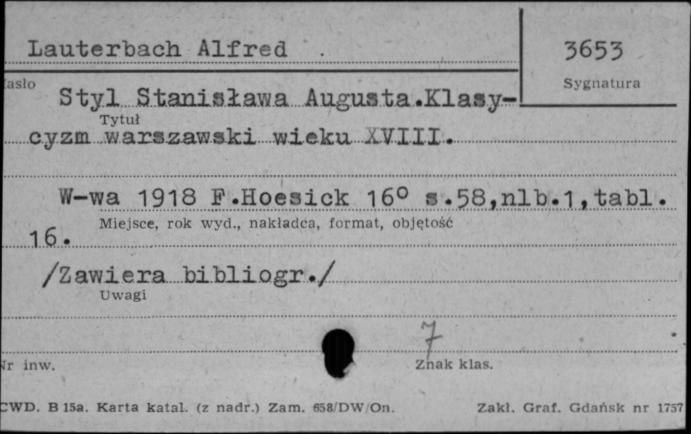 Lauterbach Alfred
3653
asło
Sygnatura
Styl Stanisława Augusta.Klasy-
Tytuł
cyzm warszawski wieku XVIII.
W-wa 1918 F.Hoesick 16° s.58,nlb.1,tabl.
Miejsce, rok wyd., nakładca, format, objętość
16.
/Zawiera bibliogr./
Uwagi
7
Nr inw.
Znak klas.
CWD. B 15a. Karta katal. (z nadr.) Zam. 658/DW/On.
Zakł. Graf. Gdańsk nr 1757